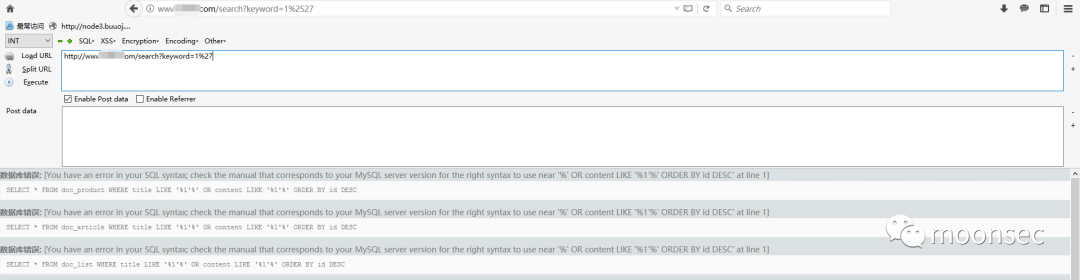 www. .com/search?keyword=1%2527
Search
最常访问 http://node3.buuoj....
INT SQL- XSS- Encryption- Encoding- Other-
Load URL
http://www. .com/search?keyword=1%27
Split URL
Execute
Enable Post data Enable Referrer
Post data
数据库错误: [You have an error in your SQL syntax; check the manual that corresponds to your MySQL server version for the right syntax to use near '%' OR content LIKE '%1'%' ORDER BY id DESC' at line 1]
SELECT * FROM doc_product WHERE title LIKE '%1'%' OR content LIKE '%1'%' ORDER BY id DESC
数据库错误: [You have an error in your SQL syntax; check the manual that corresponds to your MySQL server version for the right syntax to use near '%' OR content LIKE '%1'%' ORDER BY id DESC' at line 1]
SELECT * FROM doc_article WHERE title LIKE '%1'%' OR content LIKE '%1'%' ORDER BY id DESC
数据库错误: [You have an error in your SQL syntax; check the manual that corresponds to your MySQL server version for the right syntax to use near '%' OR content LIKE '%1'%' ORDER BY id DESC' at line 1]
SELECT * FROM doc_list WHERE title LIKE '%1'%' OR content LIKE '%1'%' ORDER BY id DESC
moonsec